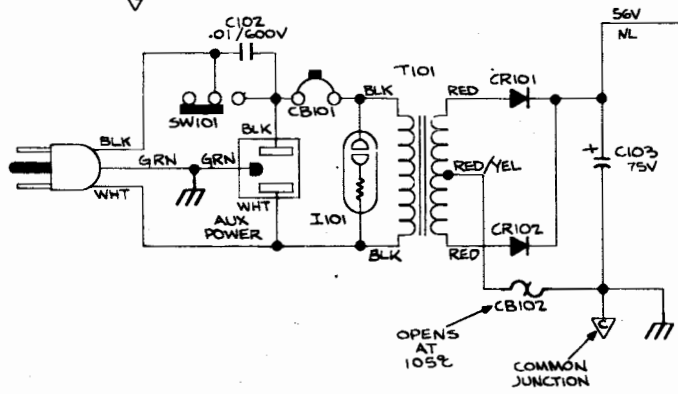 C102
.01/600V
56V
NL
BLK
T101
RED
CR101
SW101
CB101
BLK
BLK
GRN
GRN
RED/YEL
+
C103
75V
WHT
WHT
I101
AUX
POWER
CR102
BLK
RED
CB102
OPENS
AT
105℃
C
COMMON
JUNCTION